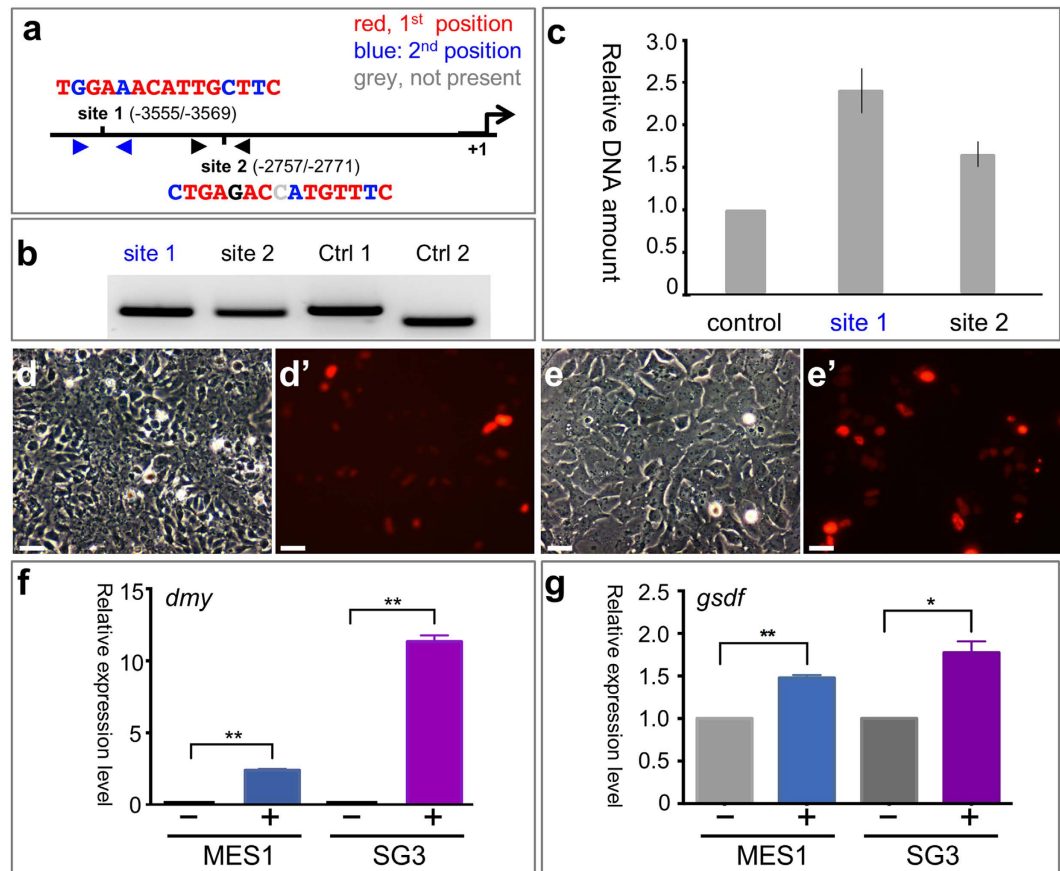 a
red, 1st position
blue: 2nd position
grey, not present
TGGAAACATTGCTTC
site 1 (-3555/-3569)
+1
site 2 (-2757/-2771)
CTGAGACCATGTTTC
b
site 1 site 2 Ctrl 1 Ctrl 2
c
Relative DNA amount
3.0
2.5
2.0
1.5
1.0
0.5
0
control site 1 site 2
d
d'
e
e'
f
dmy
Relative expression level
15
10
5
0
**
**
– + – +
MES1 SG3
g
gsdf
Relative expression level
2.5
2.0
1.5
1.0
0.5
0
**
*
– + – +
MES1 SG3